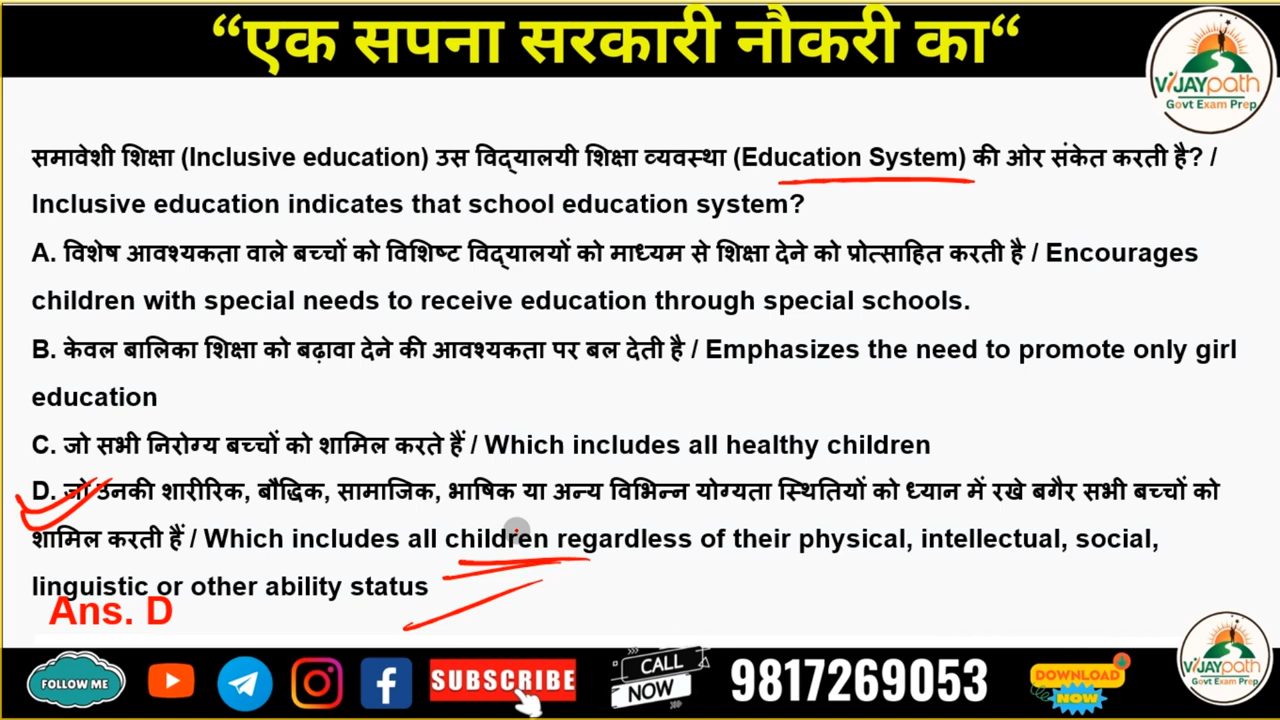 “एक सपना सरकारी नौकरी का“
VIJAYpath
Govt Exam Prep
समावेशी शिक्षा (Inclusive education) उस विद्यालयी शिक्षा व्यवस्था (Education System) की ओर संकेत करती है? /
Inclusive education indicates that school education system?
A. विशेष आवश्यकता वाले बच्चों को विशिष्ट विद्यालयों को माध्यम से शिक्षा देने को प्रोत्साहित करती है / Encourages
children with special needs to receive education through special schools.
B. केवल बालिका शिक्षा को बढ़ावा देने की आवश्यकता पर बल देती है / Emphasizes the need to promote only girl
education
C. जो सभी निरोग्य बच्चों को शामिल करते हैं / Which includes all healthy children
D. जो उनकी शारीरिक, बौद्धिक, सामाजिक, भाषिक या अन्य विभिन्न योग्यता स्थितियों को ध्यान में रखे बगैर सभी बच्चों को
शामिल करती हैं / Which includes all children regardless of their physical, intellectual, social,
linguistic or other ability status
Ans. D
FOLLOW ME
SUBSCRIBE
CALL
NOW
9817269053
DOWNLOAD
NOW
VIJAYpath
Govt Exam Prep